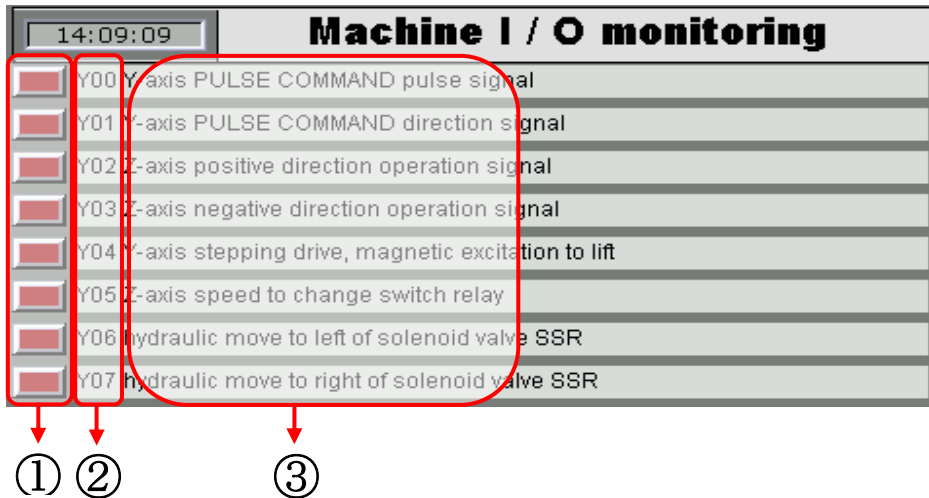 14:09:09 Machine I / O monitoring
Y00 Y-axis PULSE COMMAND pulse signal
Y01 Y-axis PULSE COMMAND direction signal
Y02 Z-axis positive direction operation signal
Y03 Z-axis negative direction operation signal
Y04 Y-axis stepping drive, magnetic excitation to lift
Y05 Z-axis speed to change switch relay
Y06 hydraulic move to left of solenoid valve SSR
Y07 hydraulic move to right of solenoid valve SSR
① ② ③